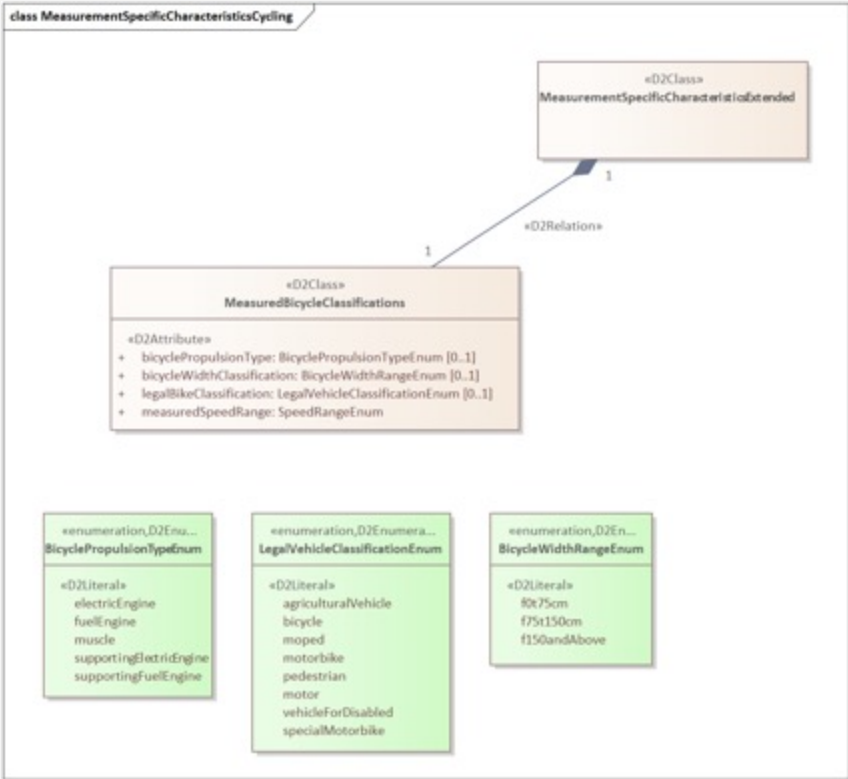 class MeasurementSpecificCharacteristicsCycling
«D2Class»
MeasurementSpecificCharacteristicsExtended
1
«D2Relation»
1
«D2Class»
MeasuredBicycleClassifications
«D2Attribute»
+ bicyclePropulsionType: BicyclePropulsionTypeEnum [0..1]
+ bicycleWidthClassification: BicycleWidthRangeEnum [0..1]
+ legalBikeClassification: LegalVehicleClassificationEnum [0..1]
+ measuredSpeedRange: SpeedRangeEnum
«enumeration,D2Enu...
BicyclePropulsionTypeEnum
«D2Literal»
electricEngine
fuelEngine
muscle
supportingElectricEngine
supportingFuelEngine
«enumeration,D2Enumera...
LegalVehicleClassificationEnum
«D2Literal»
agriculturalVehicle
bicycle
moped
motorbike
pedestrian
motor
vehicleForDisabled
specialMotorbike
«enumeration,D2En...
BicycleWidthRangeEnum
«D2Literal»
f0t75cm
f75t150cm
f150andAbove